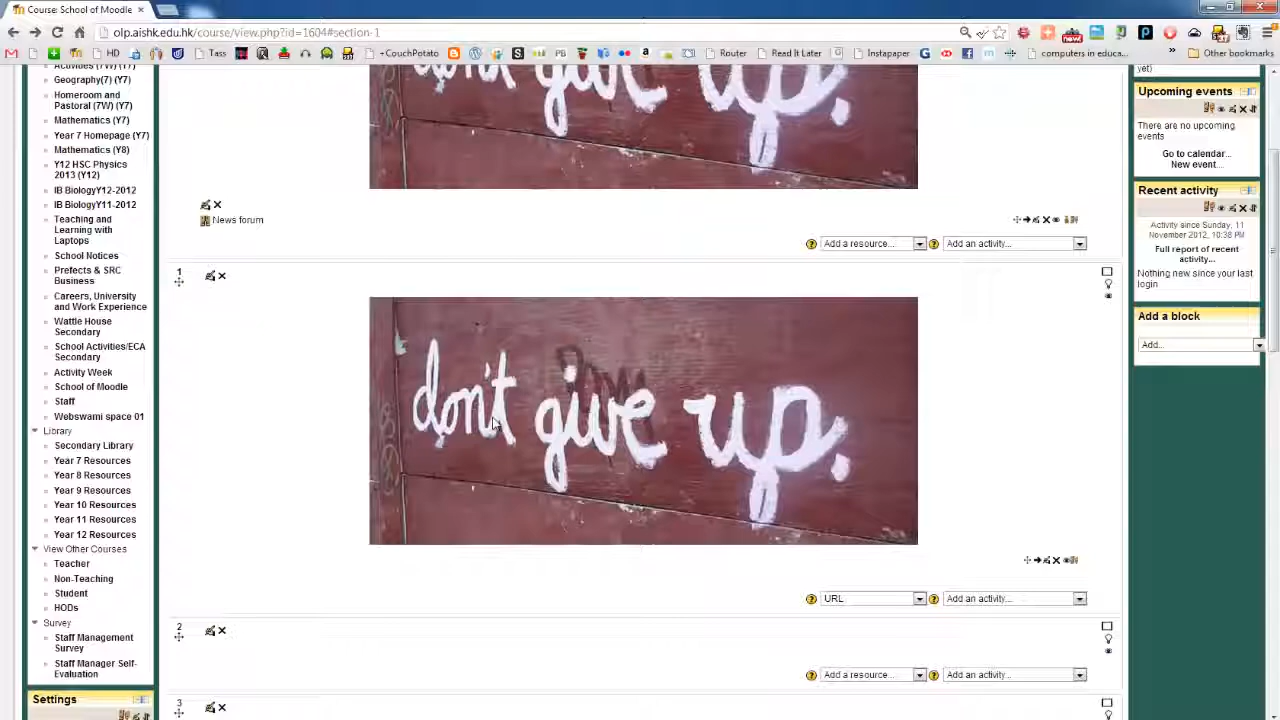 Course: School of Moodle
olp.aishk.edu.hk/course/view.php?id=1604#section-1
HD
Tass
- CrunchPotato
PB
Router
Read It Later
Instapaper
computers in educa...
Other bookmarks
Geography(7) (Y7)
Homeroom and
Pastoral (7W) (Y7)
Mathematics (Y7)
Year 7 Homepage (Y7)
Mathematics (Y8)
Y12 HSC Physics
2013 (Y12)
IB BiologyY12-2012
IB BiologyY11-2012
Teaching and
Learning with
Laptops
School Notices
Prefects & SRC
Business
Careers, University
and Work Experience
Wattle House
Secondary
School Activities/ECA
Secondary
Activity Week
School of Moodle
Staff
Webswami space 01
Library
Secondary Library
Year 7 Resources
Year 8 Resources
Year 9 Resources
Year 10 Resources
Year 11 Resources
Year 12 Resources
View Other Courses
Teacher
Non-Teaching
Student
HODs
Survey
Staff Management
Survey
Staff Manager Self-
Evaluation
Settings
don't give up.
News forum
Add a resource...
Add an activity...
1
don't give up.
URL
Add an activity...
2
Add a resource...
Add an activity...
3
yet)
Upcoming events
There are no upcoming
events
Go to calendar...
New event...
Recent activity
Activity since Sunday, 11
November 2012, 10:38 PM
Full report of recent
activity...
Nothing new since your last
login
Add a block
Add...